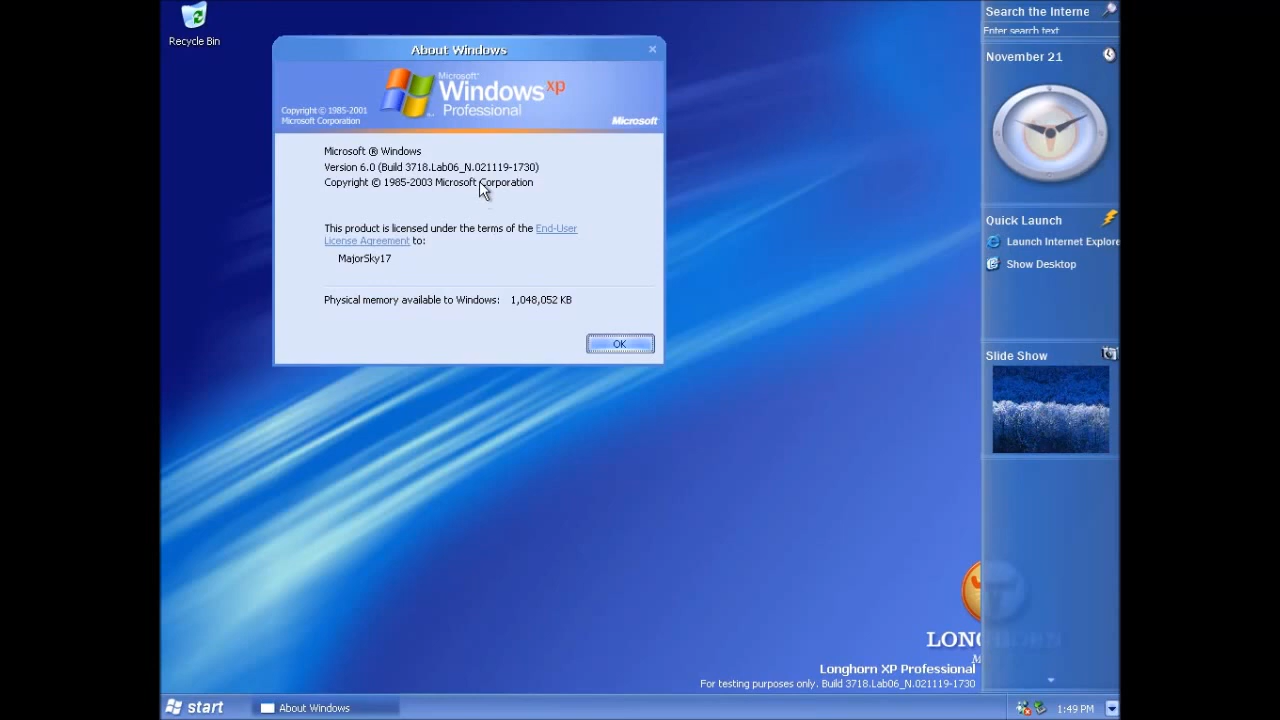 Recycle Bin
About Windows
Microsoft®
Windows xp
Professional
Copyright © 1985-2001
Microsoft Corporation
Microsoft
Microsoft ® Windows
Version 6.0 (Build 3718.Lab06_N.021119-1730)
Copyright © 1985-2003 Microsoft Corporation
This product is licensed under the terms of the End-User
License Agreement to:
MajorSky17
Physical memory available to Windows: 1,048,052 KB
OK
Search the Interne
Enter search text
November 21
Quick Launch
Launch Internet Explore
Show Desktop
Slide Show
LONGHORN
Longhorn XP Professional
For testing purposes only. Build 3718.Lab06_N.021119-1730
start
About Windows
1:49 PM